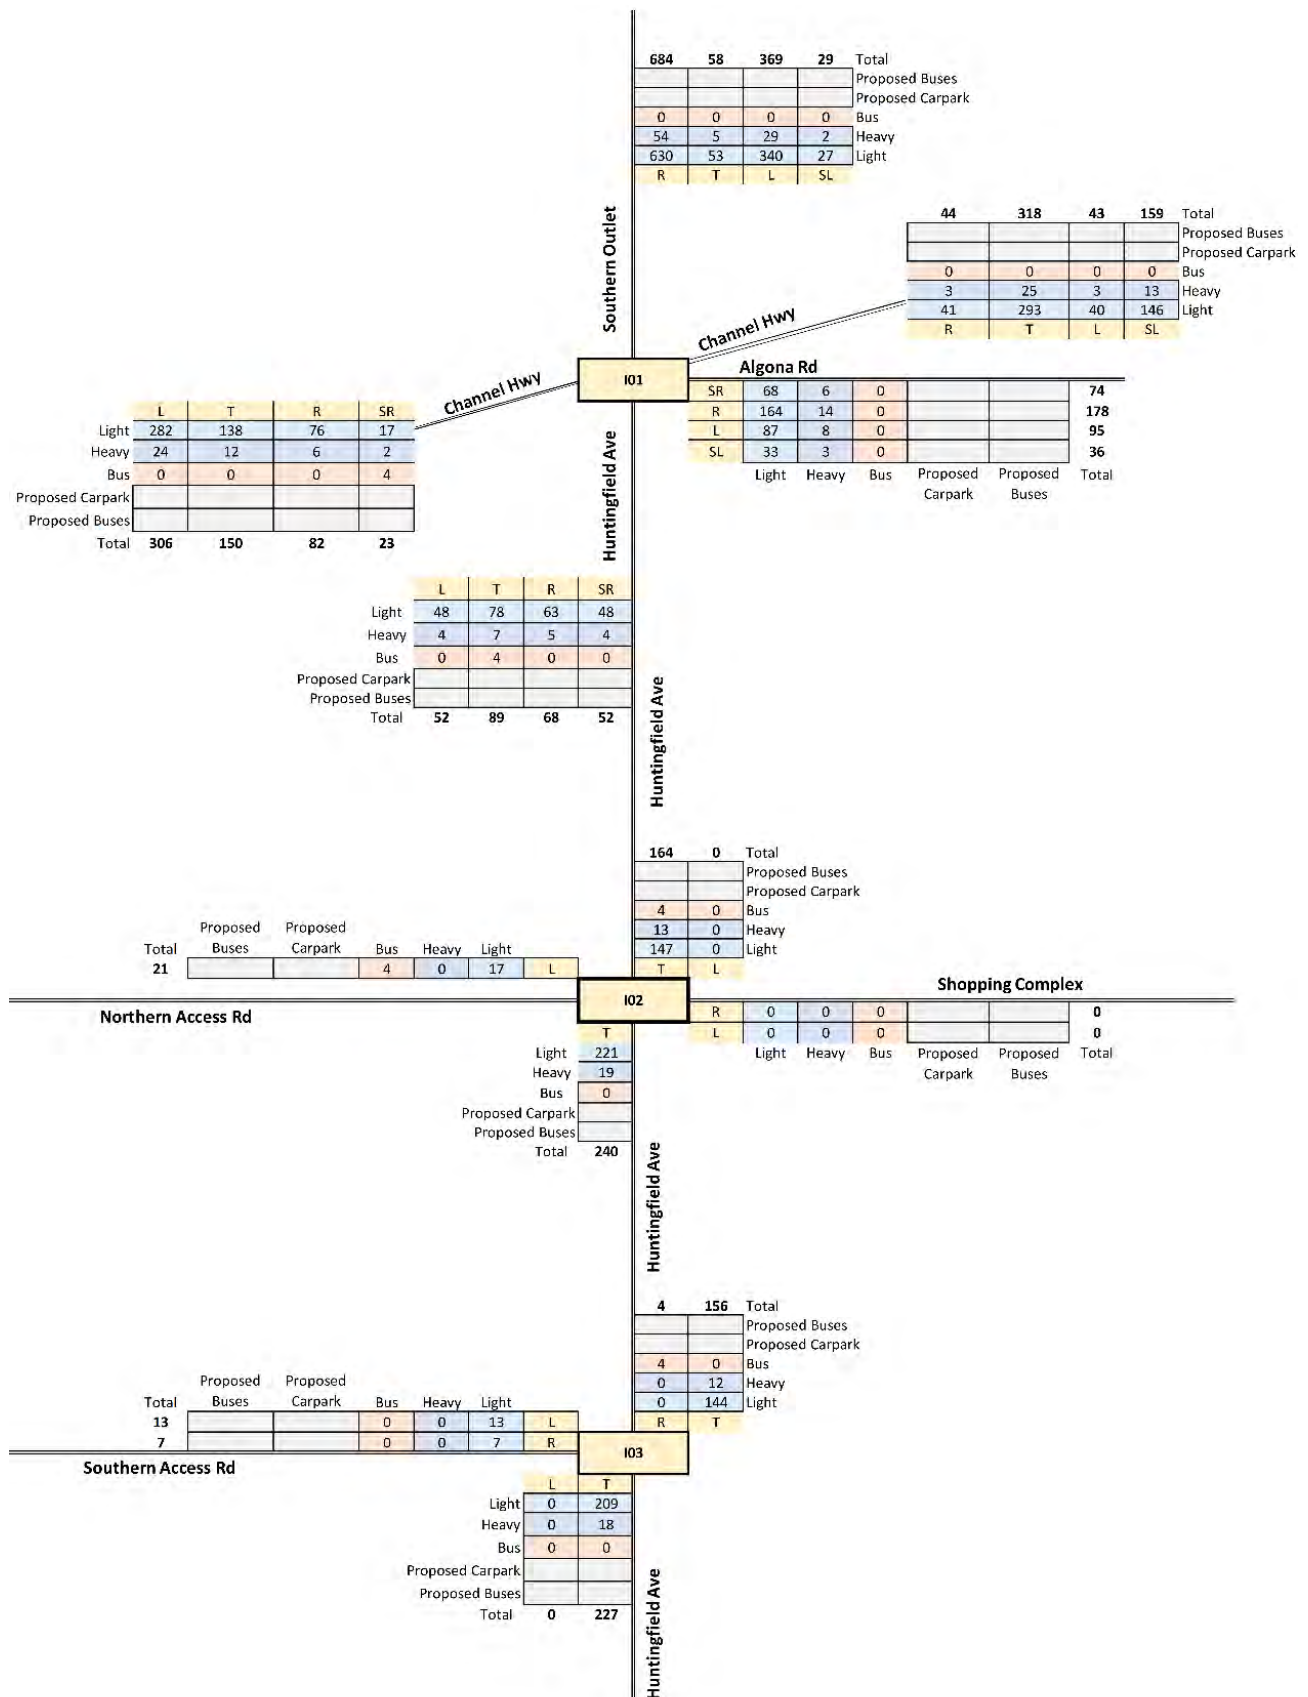 684 58 369 29 Total
Proposed Buses
Proposed Carpark
0 0 0 0 Bus
54 5 29 2 Heavy
630 53 340 27 Light
R T L SL
Southern Outlet
44 318 43 159 Total
Proposed Buses
Proposed Carpark
0 0 0 0 Bus
3 25 3 13 Heavy
41 293 40 146 Light
R T L SL
Channel Hwy
I01
Algona Rd
SR 68 6 0 74
R 164 14 0 178
L 87 8 0 95
SL 33 3 0 36
Light Heavy Bus Proposed Carpark Proposed Buses Total
Channel Hwy
L T R SR
Light 282 138 76 17
Heavy 24 12 6 2
Bus 0 0 0 4
Proposed Carpark
Proposed Buses
Total 306 150 82 23
Huntingfield Ave
L T R SR
Light 48 78 63 48
Heavy 4 7 5 4
Bus 0 4 0 0
Proposed Carpark
Proposed Buses
Total 52 89 68 52
Huntingfield Ave
164 0 Total
Proposed Buses
Proposed Carpark
4 0 Bus
13 0 Heavy
147 0 Light
T L
Total Proposed Buses Proposed Carpark Bus Heavy Light
21 4 0 17 L
I02
Northern Access Rd
Shopping Complex
R 0 0 0 0
L 0 0 0 0
Light Heavy Bus Proposed Carpark Proposed Buses Total
T
Light 221
Heavy 19
Bus 0
Proposed Carpark
Proposed Buses
Total 240
Huntingfield Ave
4 156 Total
Proposed Buses
Proposed Carpark
4 0 Bus
0 12 Heavy
0 144 Light
R T
Total Proposed Buses Proposed Carpark Bus Heavy Light
13 0 0 13 L
7 0 0 7 R
I03
Southern Access Rd
L T
Light 0 209
Heavy 0 18
Bus 0 0
Proposed Carpark
Proposed Buses
Total 0 227
Huntingfield Ave